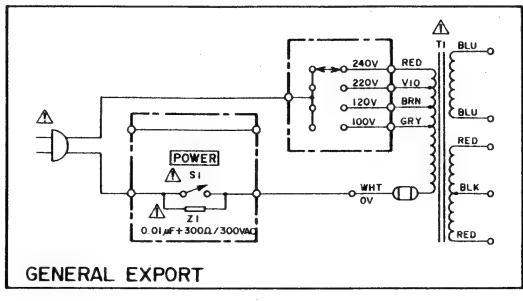 T1
BLU
240V RED
220V VIO
120V BRN
100V GRY
BLU
RED
POWER
S1
WHT
0V
BLK
Z1
0.01μF+300Ω/300VAC
RED
GENERAL EXPORT